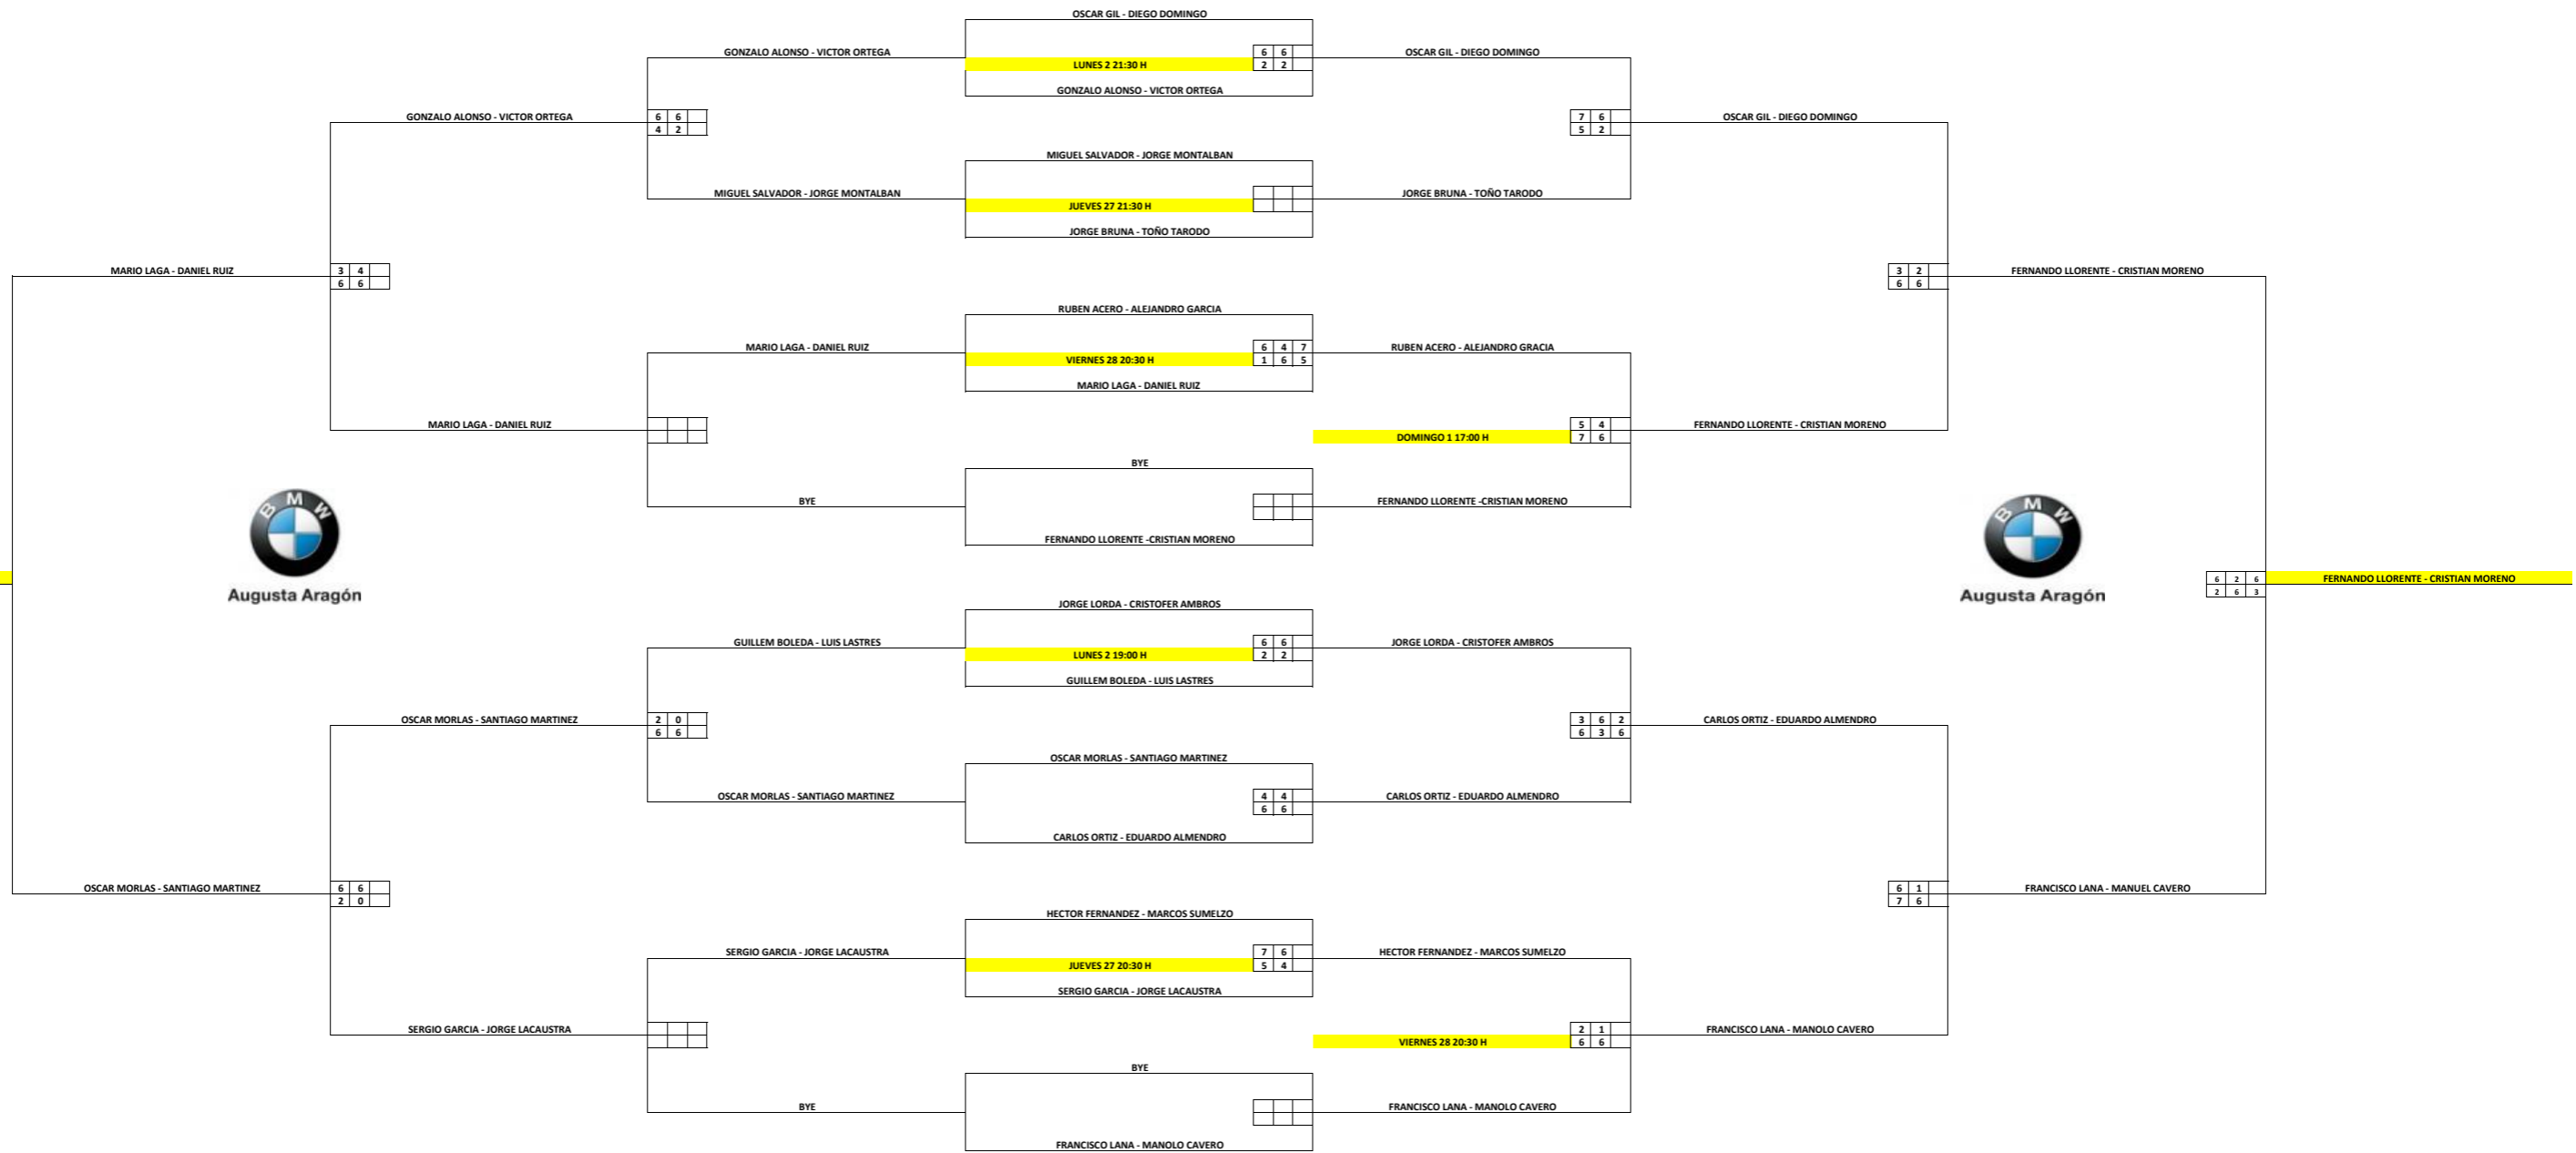 OSCAR GIL - DIEGO DOMINGO
GONZALO ALONSO - VICTOR ORTEGA 6 6 OSCAR GIL - DIEGO DOMINGO
LUNES 2 21:30 H 2 2
GONZALO ALONSO - VICTOR ORTEGA
GONZALO ALONSO - VICTOR ORTEGA 6 6 7 6 OSCAR GIL - DIEGO DOMINGO
4 2 5 2
MIGUEL SALVADOR - JORGE MONTALBAN
MIGUEL SALVADOR - JORGE MONTALBAN JORGE BRUNA - TOÑO TARODO
JUEVES 27 21:30 H
JORGE BRUNA - TOÑO TARODO
MARIO LAGA - DANIEL RUIZ 3 4 3 2 FERNANDO LLORENTE - CRISTIAN MORENO
6 6 6 6
RUBEN ACERO - ALEJANDRO GARCIA
MARIO LAGA - DANIEL RUIZ 6 4 7 RUBEN ACERO - ALEJANDRO GRACIA
VIERNES 28 20:30 H 1 6 5
MARIO LAGA - DANIEL RUIZ
MARIO LAGA - DANIEL RUIZ 5 4 FERNANDO LLORENTE - CRISTIAN MORENO
DOMINGO 1 17:00 H 7 6
BYE
BYE FERNANDO LLORENTE -CRISTIAN MORENO
BMW BMW
FERNANDO LLORENTE -CRISTIAN MORENO
6 2 6 FERNANDO LLORENTE - CRISTIAN MORENO
2 6 3
Augusta Aragón Augusta Aragón
JORGE LORDA - CRISTOFER AMBROS
GUILLEM BOLEDA - LUIS LASTRES 6 6 JORGE LORDA - CRISTOFER AMBROS
LUNES 2 19:00 H 2 2
GUILLEM BOLEDA - LUIS LASTRES
OSCAR MORLAS - SANTIAGO MARTINEZ 2 0 3 6 2 CARLOS ORTIZ - EDUARDO ALMENDRO
6 6 6 3 6
OSCAR MORLAS - SANTIAGO MARTINEZ
OSCAR MORLAS - SANTIAGO MARTINEZ 4 4 CARLOS ORTIZ - EDUARDO ALMENDRO
6 6
CARLOS ORTIZ - EDUARDO ALMENDRO
OSCAR MORLAS - SANTIAGO MARTINEZ 6 6 6 1 FRANCISCO LANA - MANUEL CAVERO
2 0 7 6
HECTOR FERNANDEZ - MARCOS SUMELZO
SERGIO GARCIA - JORGE LACAUSTRA 7 6 HECTOR FERNANDEZ - MARCOS SUMELZO
JUEVES 27 20:30 H 5 4
SERGIO GARCIA - JORGE LACAUSTRA
SERGIO GARCIA - JORGE LACAUSTRA 2 1 FRANCISCO LANA - MANOLO CAVERO
VIERNES 28 20:30 H 6 6
BYE
BYE FRANCISCO LANA - MANOLO CAVERO
FRANCISCO LANA - MANOLO CAVERO